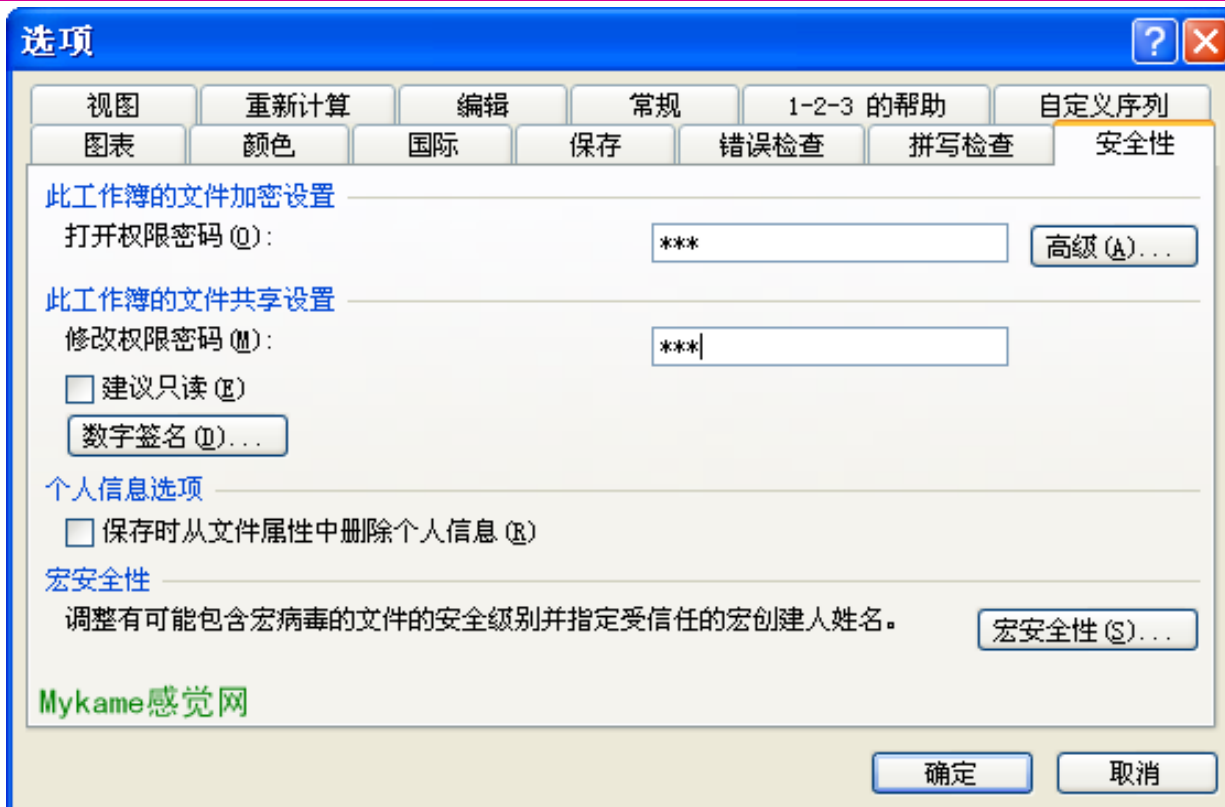 选项
视图 重新计算 编辑 常规 1-2-3 的帮助 自定义序列
图表 颜色 国际 保存 错误检查 拼写检查 安全性
此工作簿的文件加密设置
打开权限密码(O): *** 高级(A)...
此工作簿的文件共享设置
修改权限密码(M): ***
建议只读(E)
数字签名(D)...
个人信息选项
保存时从文件属性中删除个人信息(R)
宏安全性
调整有可能包含宏病毒的文件的安全级别并指定受信任的宏创建人姓名。 宏安全性(S)...
Mykame感觉网
确定 取消